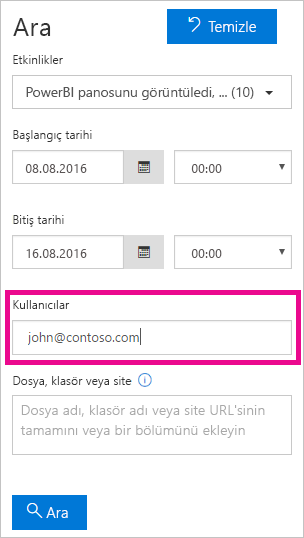 Ara
Temizle
Etkinlikler
PowerBI panosunu görüntüledi, ... (10)
Başlangıç tarihi
08.08.2016
00:00
Bitiş tarihi
16.08.2016
00:00
Kullanıcılar
john@contoso.com
Dosya, klasör veya site
Dosya adı, klasör adı veya site URL'sinin
tamamını veya bir bölümünü ekleyin
Ara